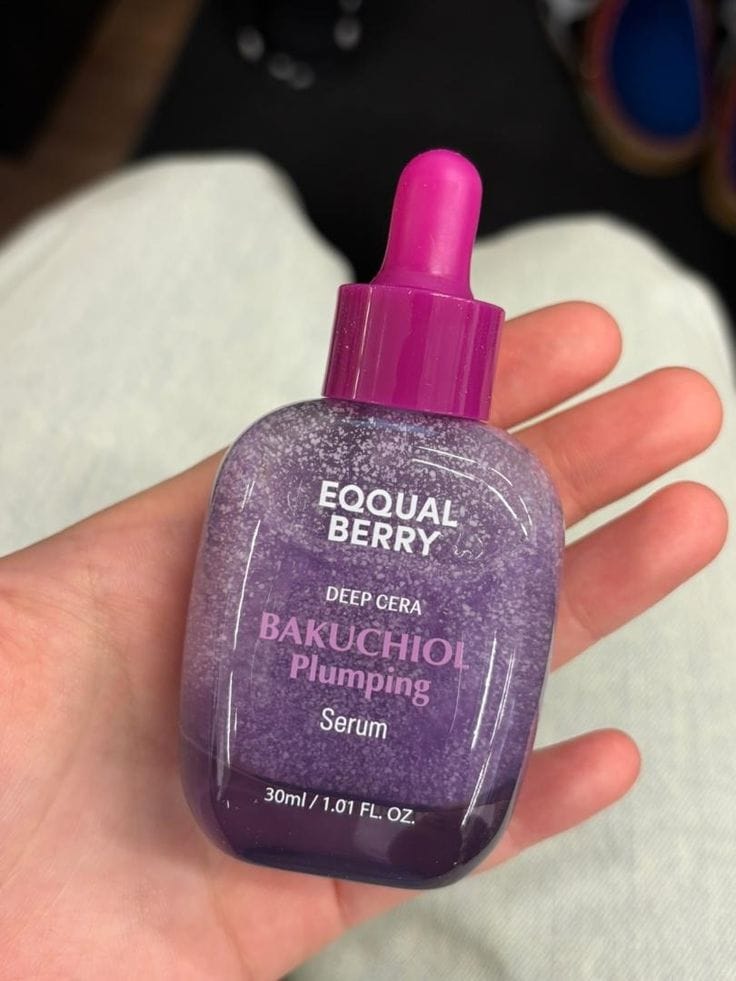 EQQUAL
BERRY
DEEP CERA
BAKUCHIOL
Plumping
Serum
30ml / 1.01 FL. OZ.